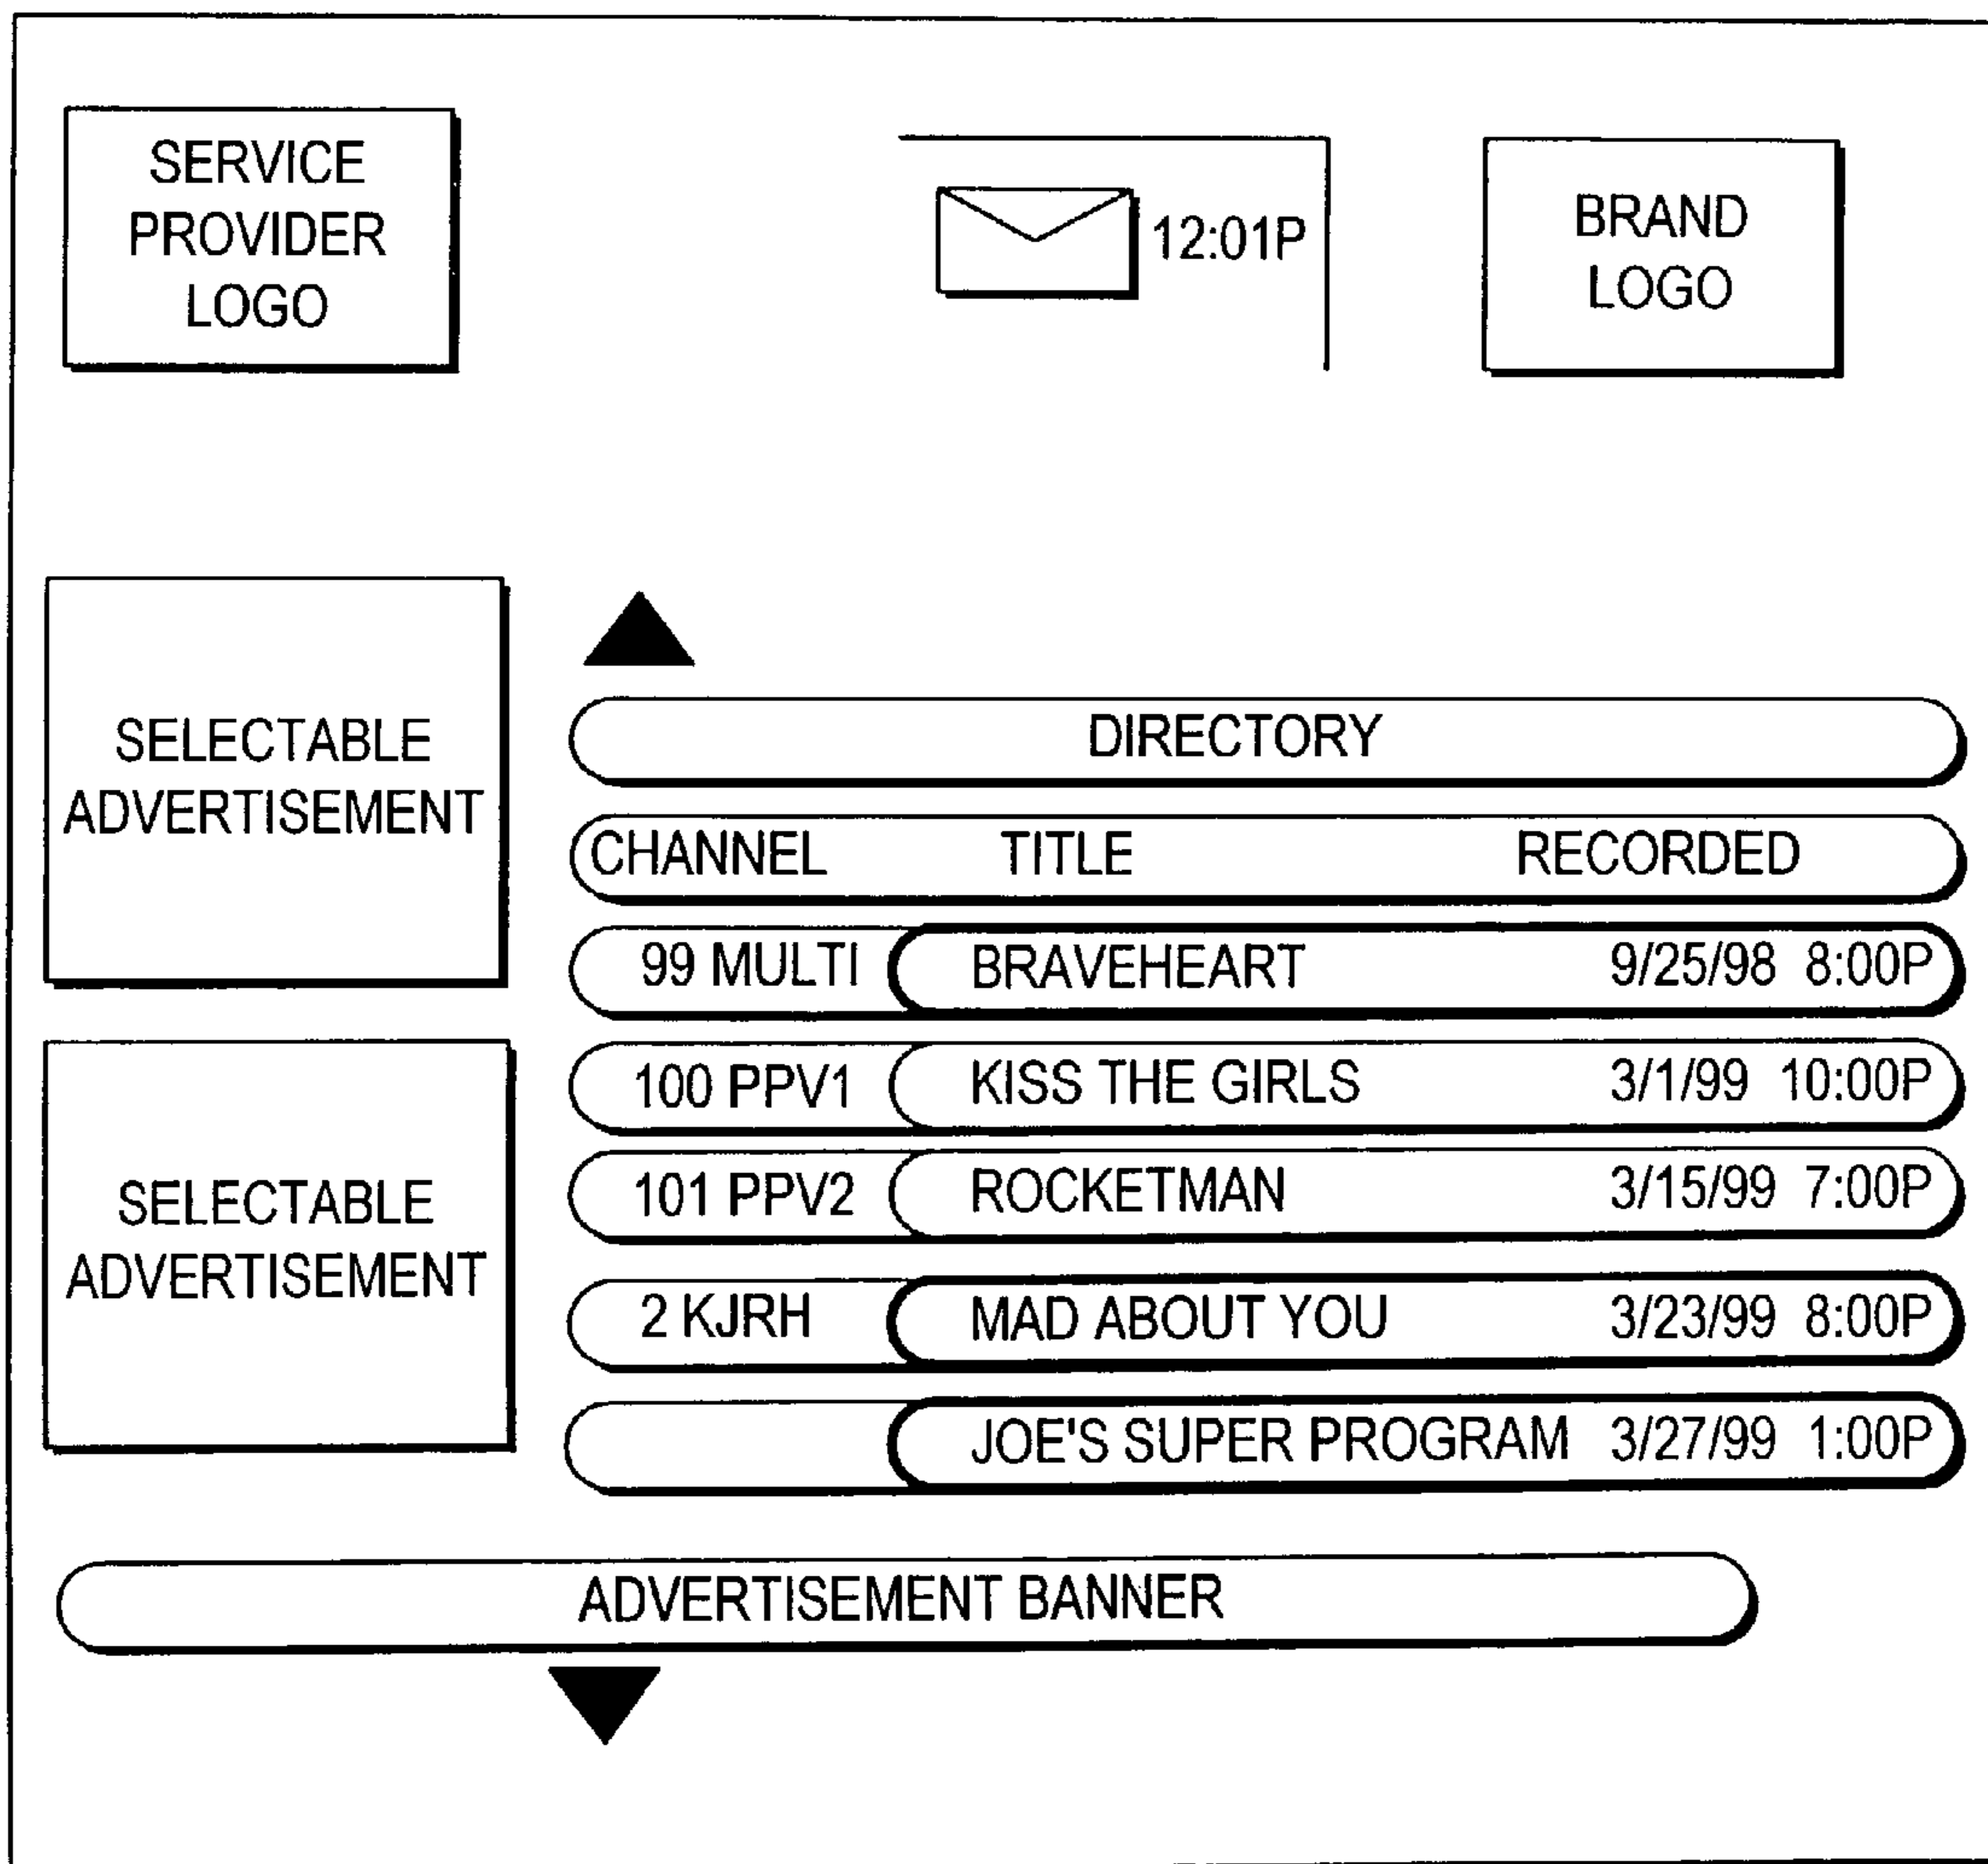 SERVICE
PROVIDER
LOGO
12:01P
BRAND
LOGO
SELECTABLE
ADVERTISEMENT
SELECTABLE
ADVERTISEMENT
DIRECTORY
CHANNEL TITLE RECORDED
99 MULTI BRAVEHEART 9/25/98 8:00P
100 PPV1 KISS THE GIRLS 3/1/99 10:00P
101 PPV2 ROCKETMAN 3/15/99 7:00P
2 KJRH MAD ABOUT YOU 3/23/99 8:00P
JOE'S SUPER PROGRAM 3/27/99 1:00P
ADVERTISEMENT BANNER